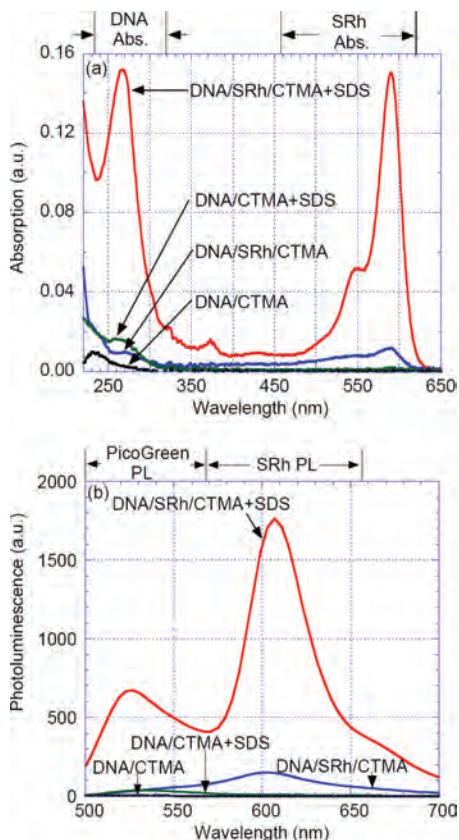 DNA
Abs.
SRh
Abs.
(a)
0.16
0.12
0.08
0.04
0.00
Absorption (a.u.)
DNA/SRh/CTMA+SDS
DNA/CTMA+SDS
DNA/SRh/CTMA
DNA/CTMA
250 350 450 550 650
Wavelength (nm)
PicoGreen
PL
SRh PL
(b)
2000
1500
1000
500
0
Photoluminescence (a.u.)
DNA/SRh/CTMA+SDS
DNA/CTMA+SDS
DNA/CTMA
DNA/SRh/CTMA
500 550 600 650 700
Wavelength (nm)